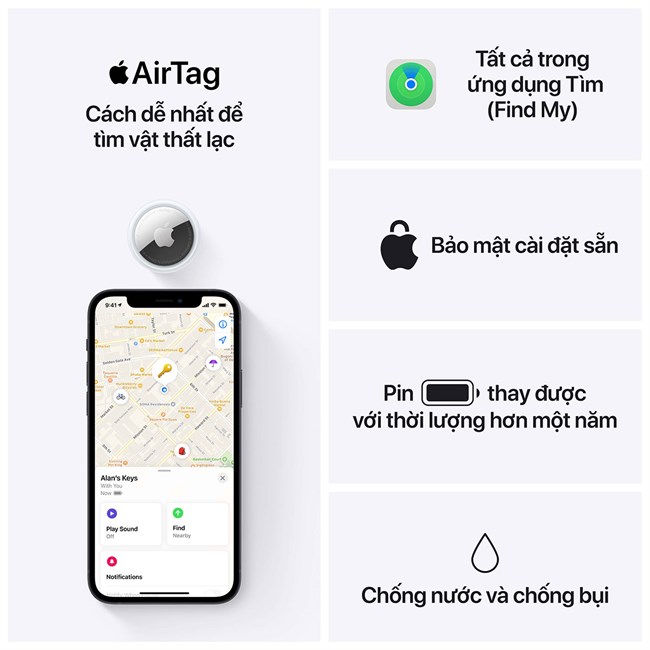 AirTag
Cách dễ nhất để
tìm vật thất lạc
9:41
Alan's Keys
With You
Now
Play Sound
Off
Find
Nearby
Notifications
Tất cả trong
ứng dụng Tìm
(Find My)
Bảo mật cài đặt sẵn
Pin thay được
với thời lượng hơn một năm
Chống nước và chống bụi